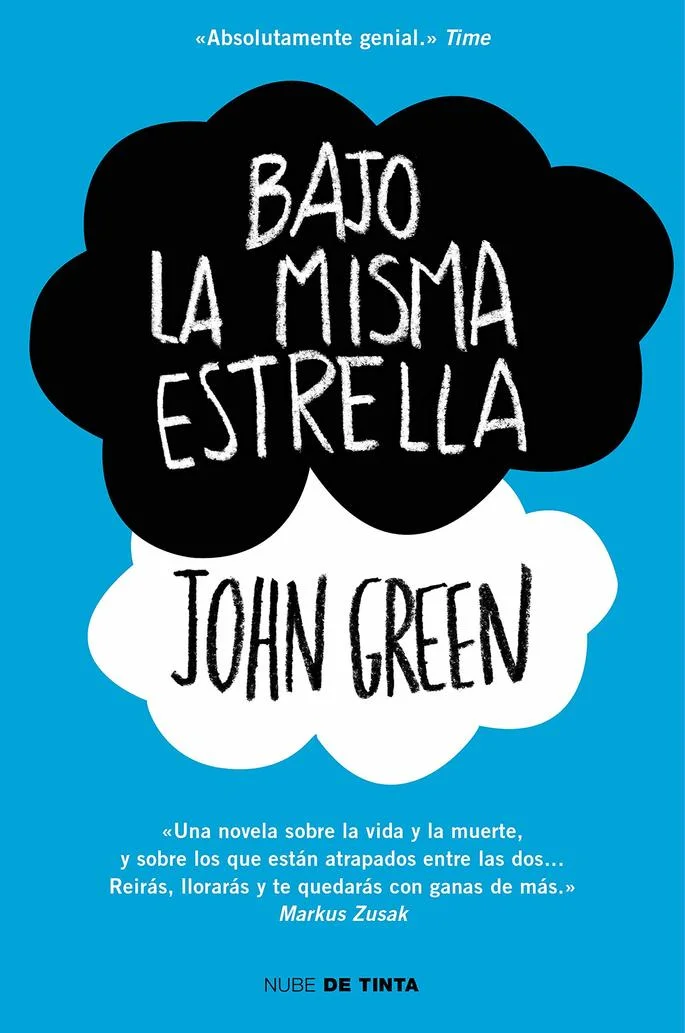 «Absolutamente genial.» Time
BAJO
LA MISMA
ESTRELLA
JOHN GREEN
«Una novela sobre la vida y la muerte,
y sobre los que están atrapados entre las dos...
Reirás, llorarás y te quedarás con ganas de más.»
Markus Zusak
NUBE DE TINTA